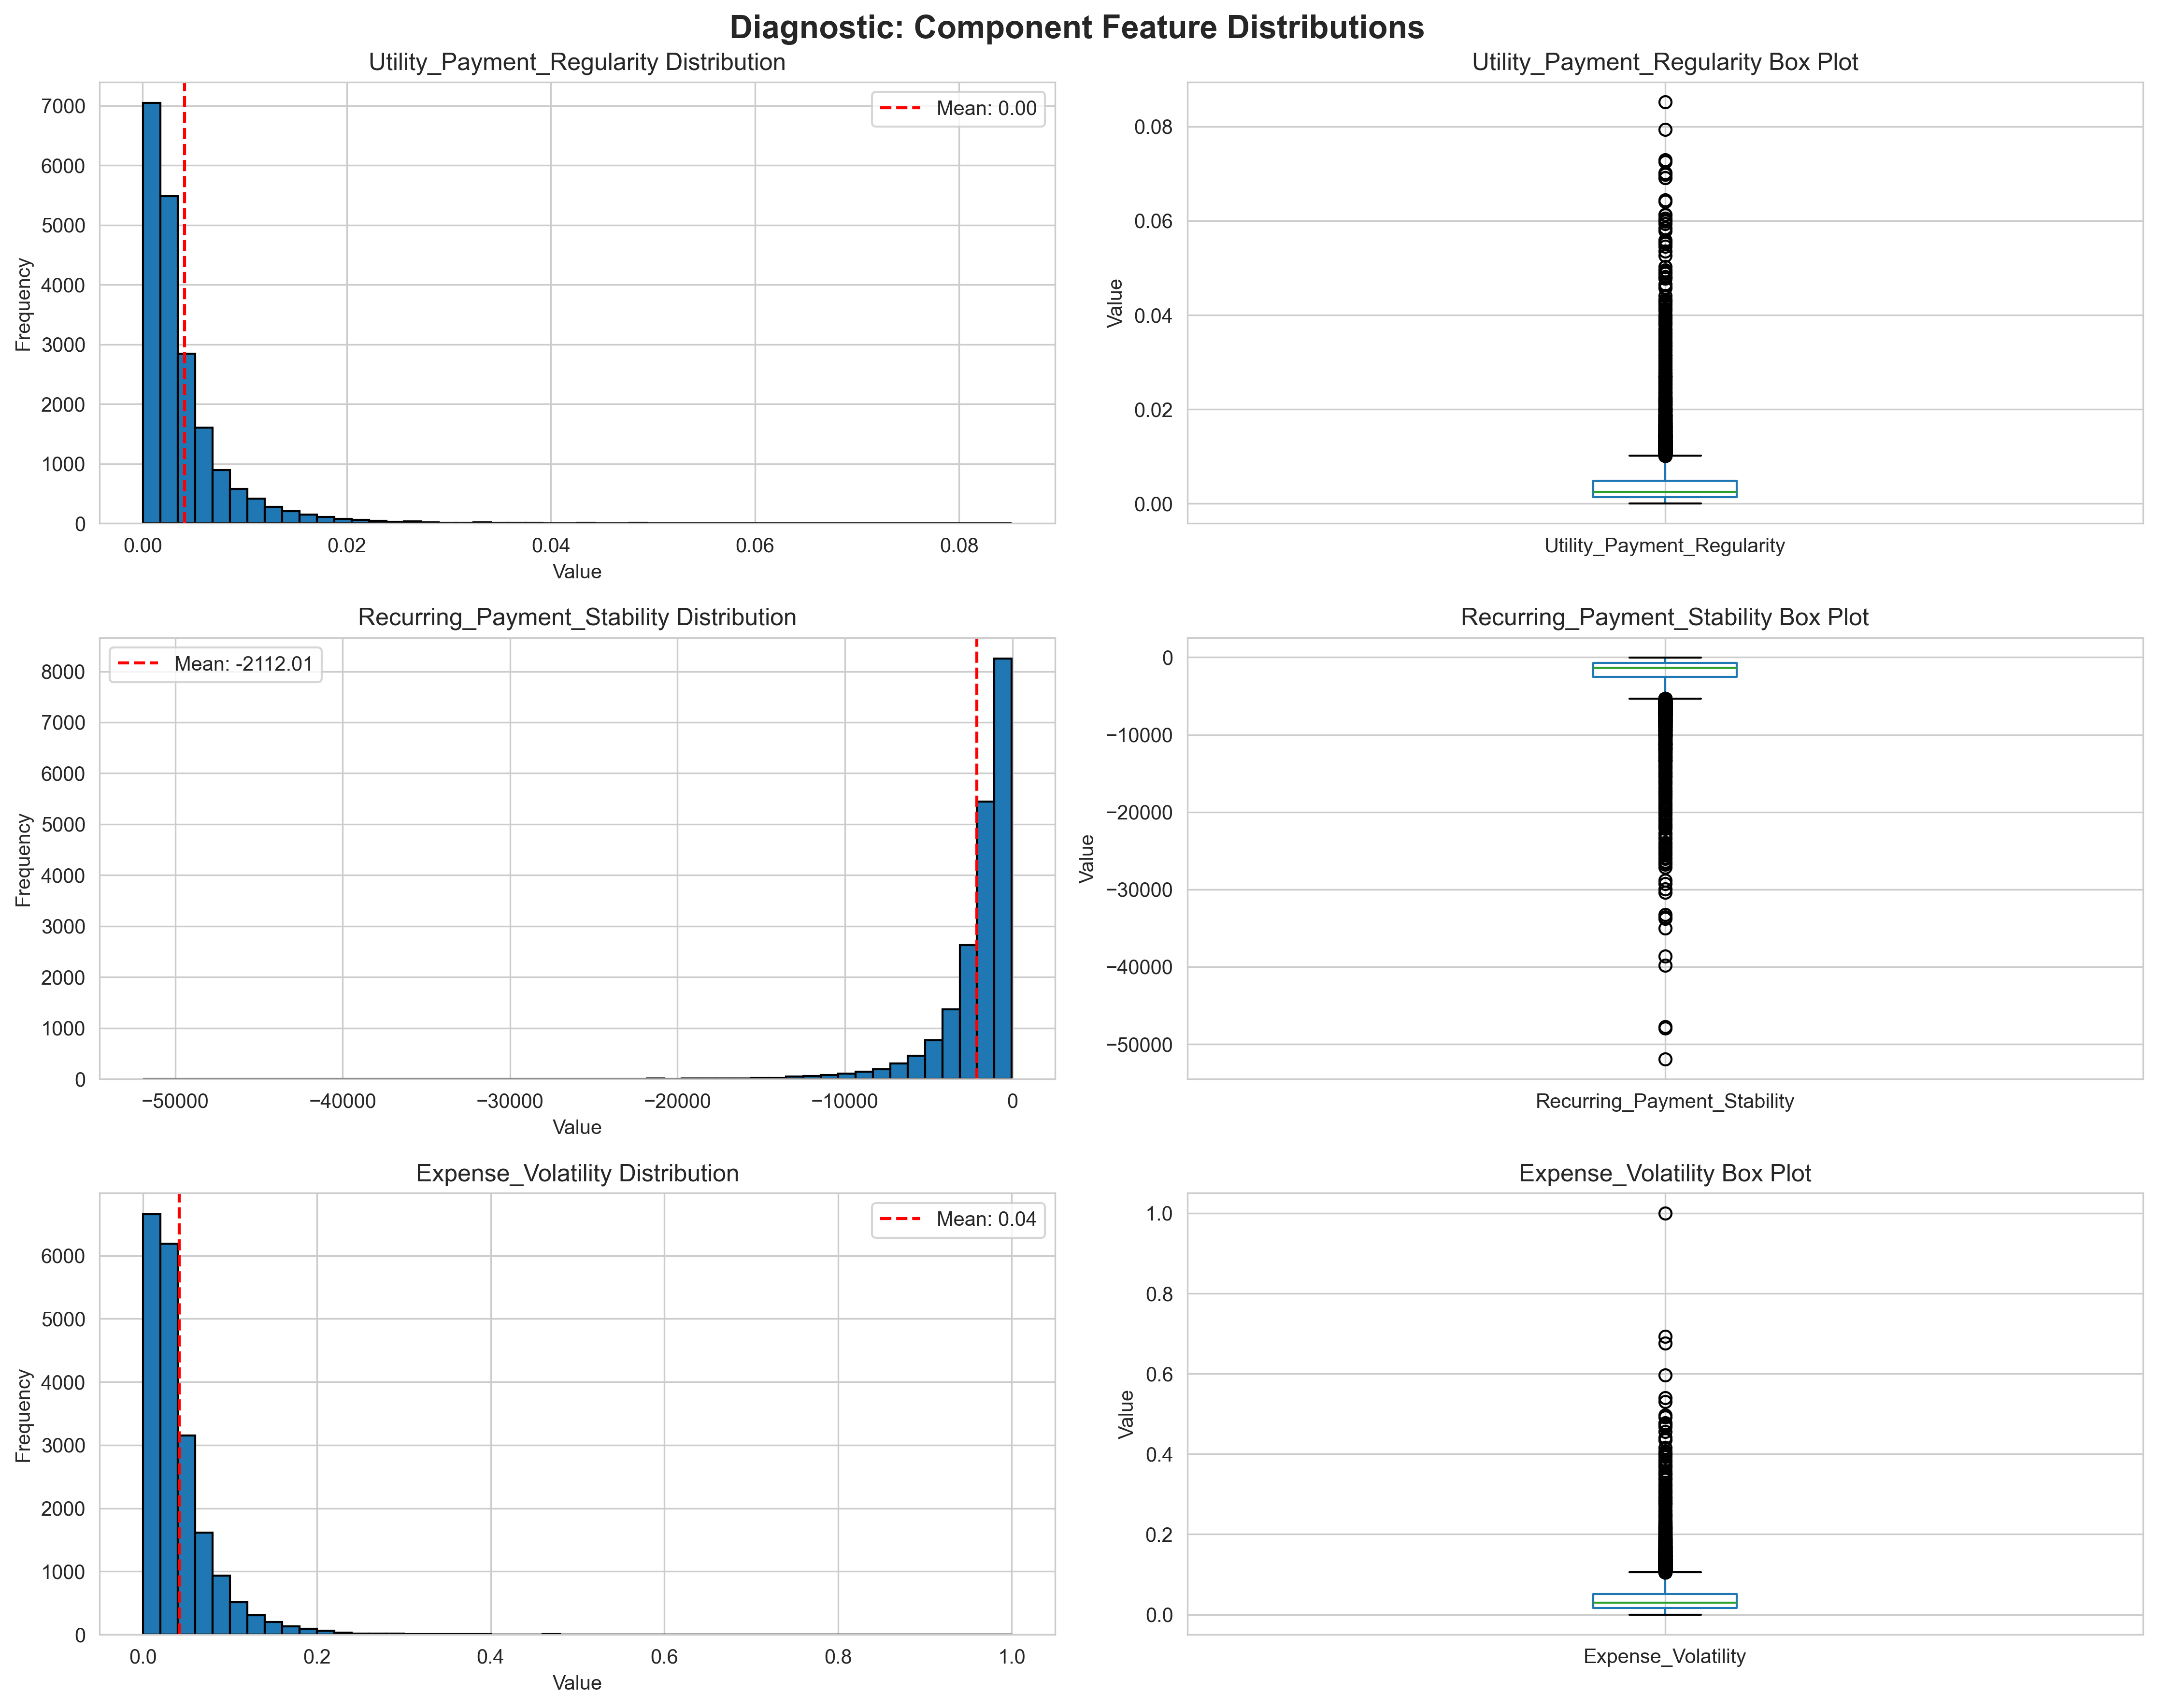 Diagnostic: Component Feature Distributions
Utility_Payment_Regularity Distribution
Mean: 0.00
Frequency
7000
6000
5000
4000
3000
2000
1000
0
0.00 0.02 0.04 0.06 0.08
Value
Utility_Payment_Regularity Box Plot
Value
0.08
0.06
0.04
0.02
0.00
Utility_Payment_Regularity
Recurring_Payment_Stability Distribution
Mean: -2112.01
Frequency
8000
7000
6000
5000
4000
3000
2000
1000
0
−50000 −40000 −30000 −20000 −10000 0
Value
Recurring_Payment_Stability Box Plot
Value
0
−10000
−20000
−30000
−40000
−50000
Recurring_Payment_Stability
Expense_Volatility Distribution
Mean: 0.04
Frequency
6000
5000
4000
3000
2000
1000
0
0.0 0.2 0.4 0.6 0.8 1.0
Value
Expense_Volatility Box Plot
Value
1.0
0.8
0.6
0.4
0.2
0.0
Expense_Volatility